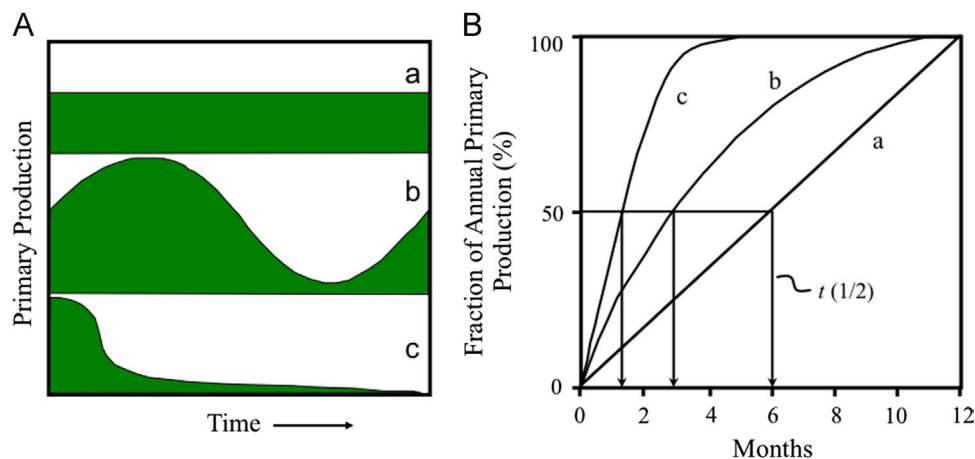 A
a
b
c
Primary Production
Time
B
100
50
0
Fraction of Annual Primary
Production (%)
c
b
a
t (1/2)
0 2 4 6 8 10 12
Months